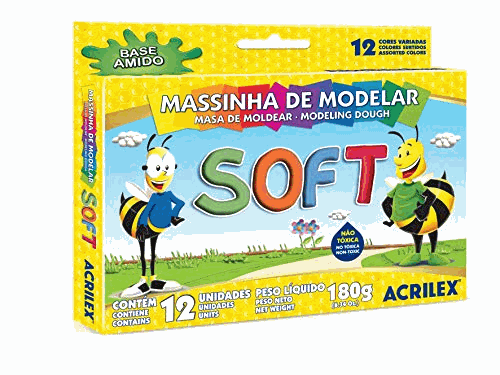 BASE
AMIDO
12 CORES VARIADAS
COLORES SURTIDOS
ASSORTED COLORS
MASSINHA DE MODELAR
MASA DE MOLDEAR · MODELING DOUGH
SOFT
NÃO
TÓXICA
NO TÓXICA
NON-TOXIC
CONTÉM
CONTIENE
CONTAINS
12
UNIDADES
UNIDADES
UNITS
PESO LÍQUIDO
PESO NETO
NET WEIGHT
180g
ACRILEX
MASSINHA DE MODELAR
SOFT
ACRILEX